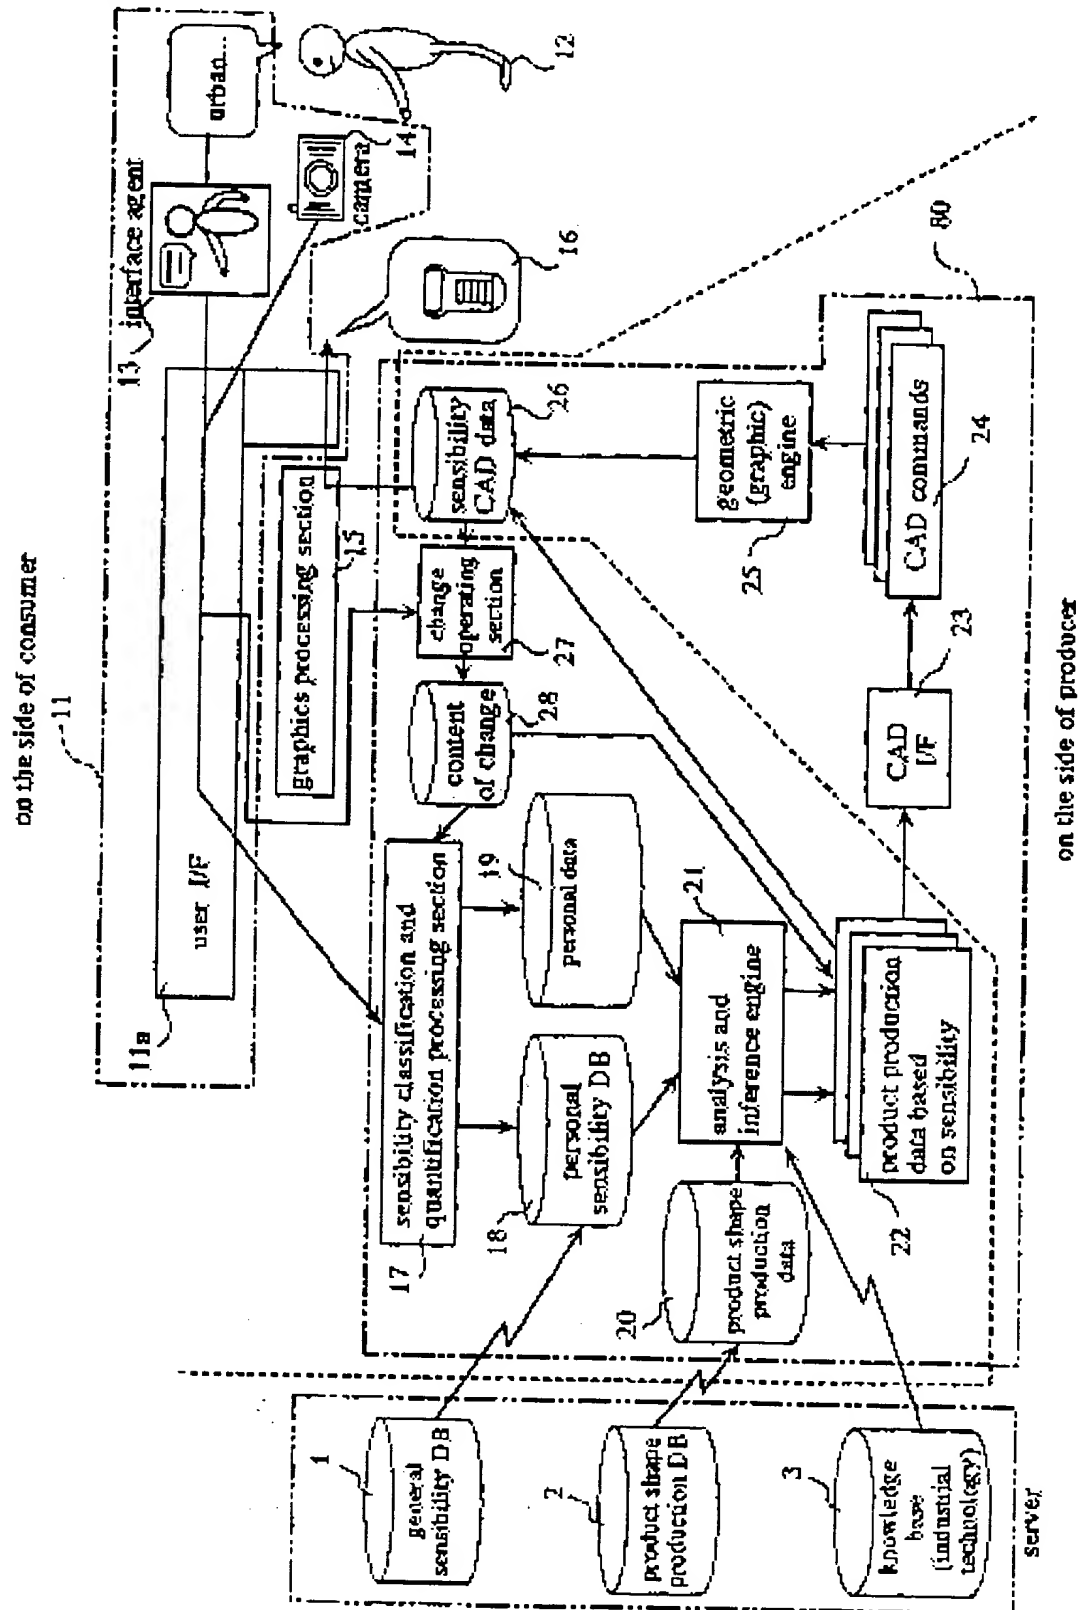 on the side of consumer
11
11a
user I/F
13
interface agent
urban...
12
14
camera
graphics processing section
15
16
sensibility classification and
quantification processing section
17
content
of change
28
change
operating
section
27
sensibility
CAD data
26
18
personal
sensibility DB
19
personal data
geometric
(graphic)
engine
25
80
20
product shape
production
data
analysis and
inference engine
21
product production
data based
on sensibility
22
CAD
I/F
23
CAD commands
24
1
general
sensibility DB
2
product shape
production DB
3
knowledge
base
(industrial
technology)
server
on the side of producer